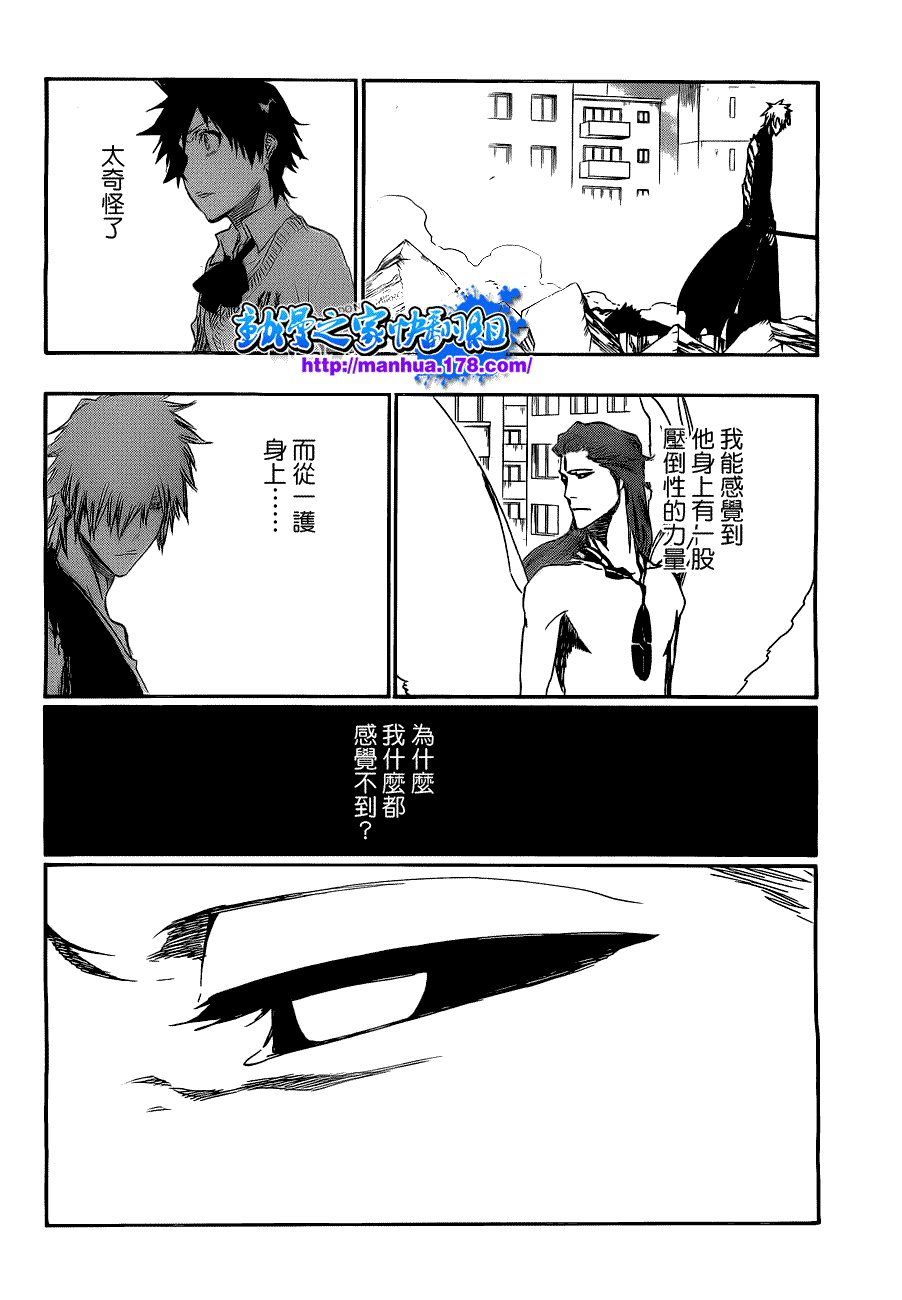 太奇怪了
動漫之家快翻組
http://manhua.178.com/
我能感覺到
他身上有一股
壓倒性的力量
而從一護
身上……
為什麼
我什麼都
感覺不到？